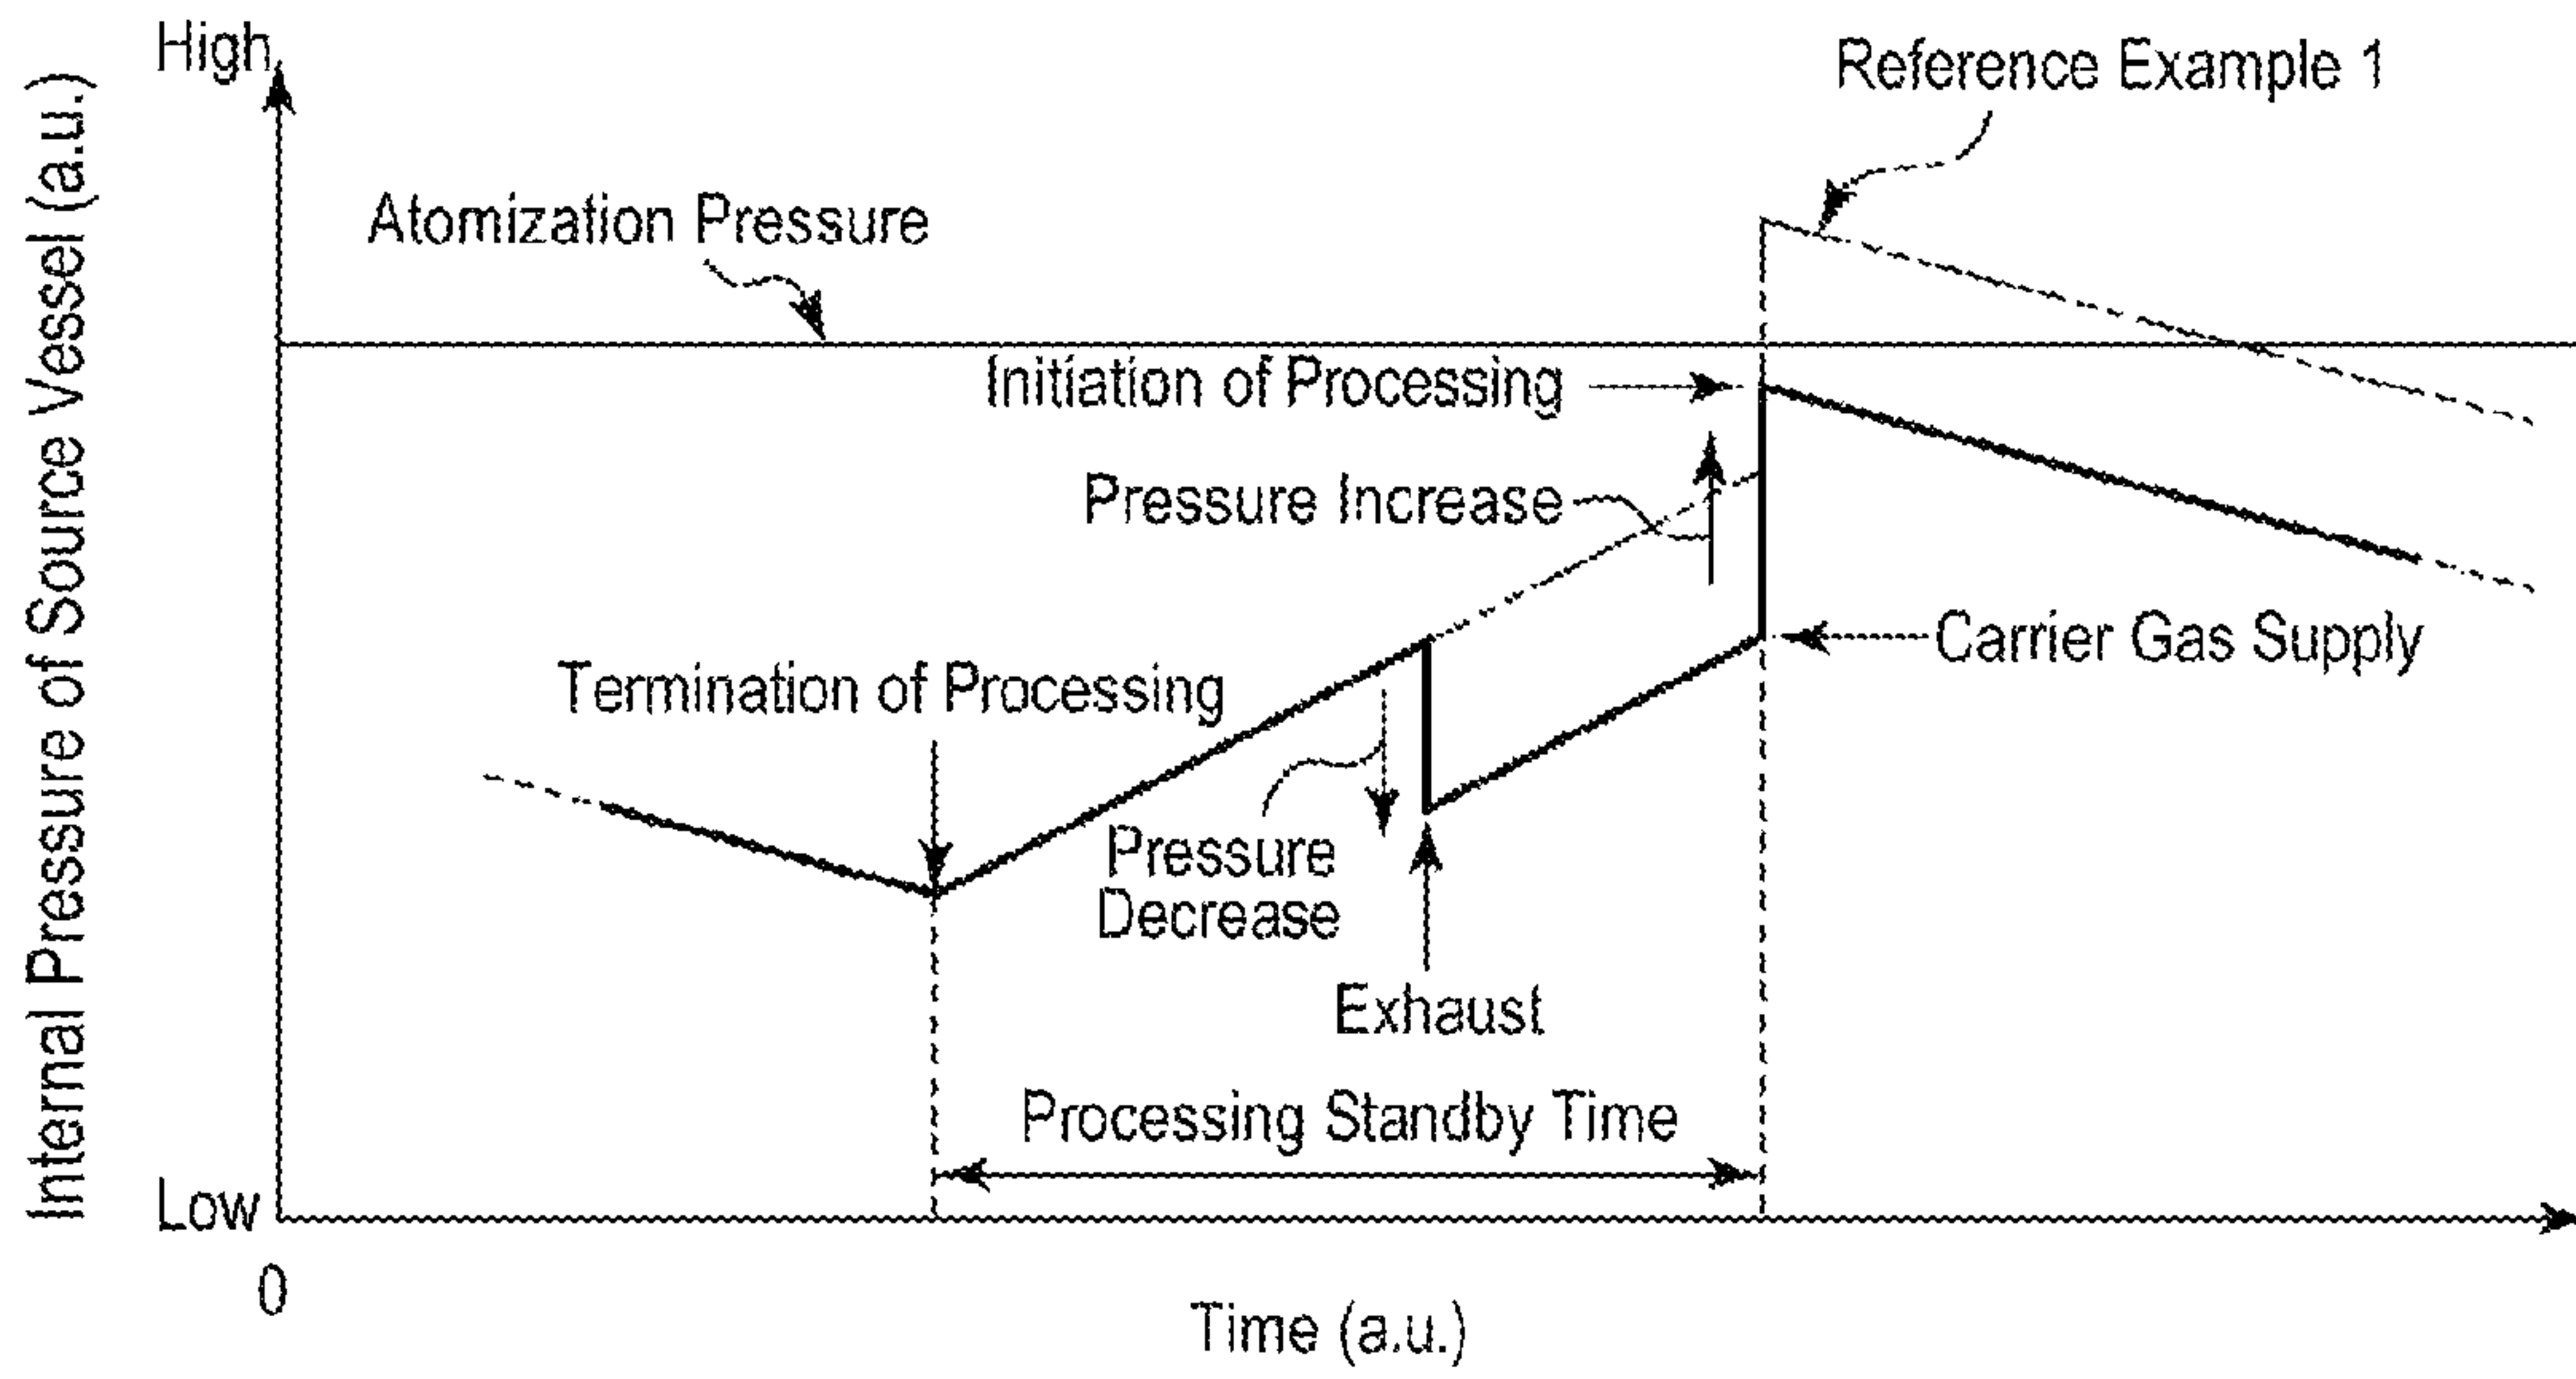 High
Reference Example 1
Atomization Pressure
Initiation of Processing
Pressure Increase
Carrier Gas Supply
Termination of Processing
Pressure
Decrease
Exhaust
Processing Standby Time
Low
0
Time (a.u.)
Internal Pressure of Source Vessel (a.u.)